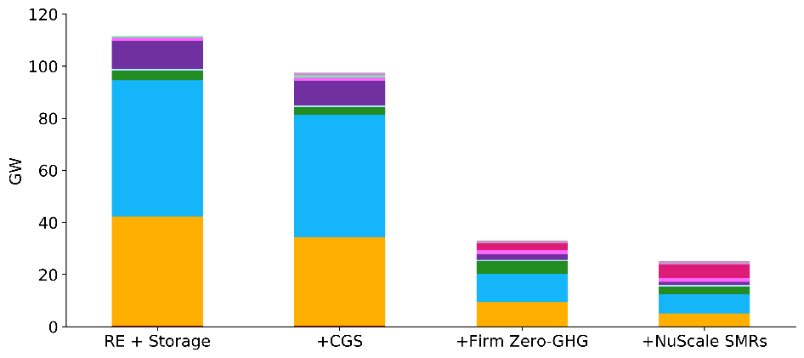 120
100
80
60
40
20
0
GW
RE + Storage
+CGS
+Firm Zero-GHG
+NuScale SMRs